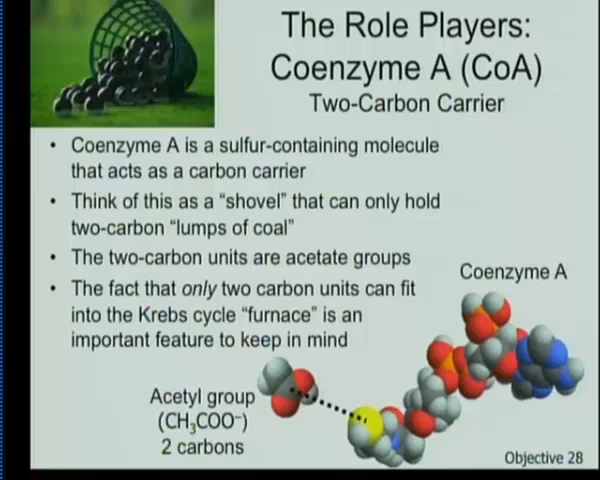 The Role Players:
Coenzyme A (CoA)
Two-Carbon Carrier
• Coenzyme A is a sulfur-containing molecule
that acts as a carbon carrier
• Think of this as a “shovel” that can only hold
two-carbon “lumps of coal”
• The two-carbon units are acetate groups
• The fact that only two carbon units can fit
into the Krebs cycle “furnace” is an
important feature to keep in mind
Coenzyme A
Acetyl group
(CH₃COO⁻)
2 carbons
Objective 28